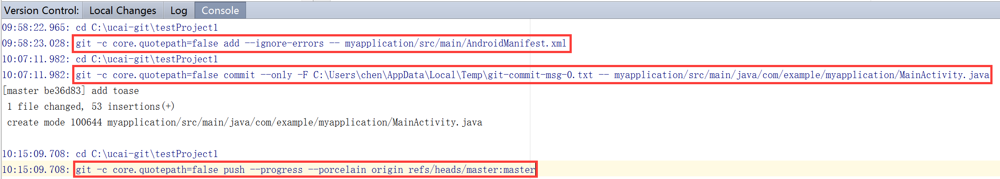 Version Control: Local Changes Log Console
09:58:22.965: cd C:\ucai-git\testProject1
09:58:23.028: git -c core.quotepath=false add --ignore-errors -- myapplication/src/main/AndroidManifest.xml
10:07:11.982: cd C:\ucai-git\testProject1
10:07:11.982: git -c core.quotepath=false commit --only -F C:\Users\chen\AppData\Local\Temp\git-commit-msg-0.txt -- myapplication/src/main/java/com/example/myapplication/MainActivity.java
[master be36d83] add toase
1 file changed, 53 insertions(+)
create mode 100644 myapplication/src/main/java/com/example/myapplication/MainActivity.java
10:15:09.708: cd C:\ucai-git\testProject1
10:15:09.708: git -c core.quotepath=false push --progress --porcelain origin refs/heads/master:master